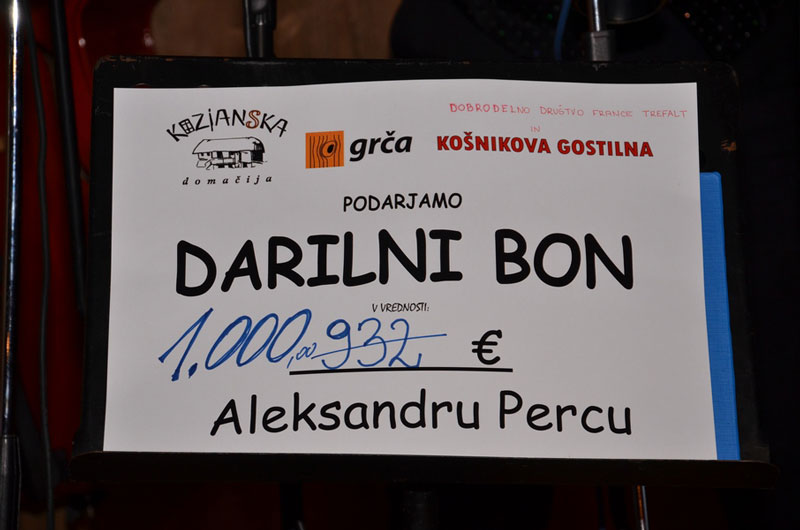 KOZJANSKA
domačija
grča
DOBRODELNO DRUŠTVO FRANCE TREFALT
IN
KOŠNIKOVA GOSTILNA
PODARJAMO
DARILNI BON
V VREDNOSTI:
1.000,00 932 €
Aleksandru Percu